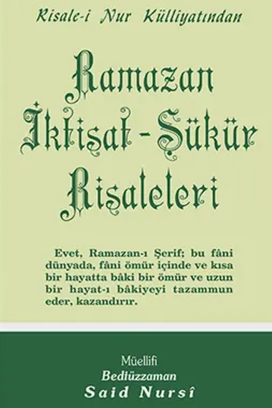 Risale-i Nur Külliyatından
Ramazan
İktisat - Şükür
Risaleleri
Evet, Ramazan-ı Şerif; bu fâni
dünyada, fâni ömür içinde ve kısa
bir hayatta bâki bir ömür ve uzun
bir hayat-ı bâkiyeyi tazammun
eder, kazandırır.
Müellifi
Bedîüzzaman
Said Nursî